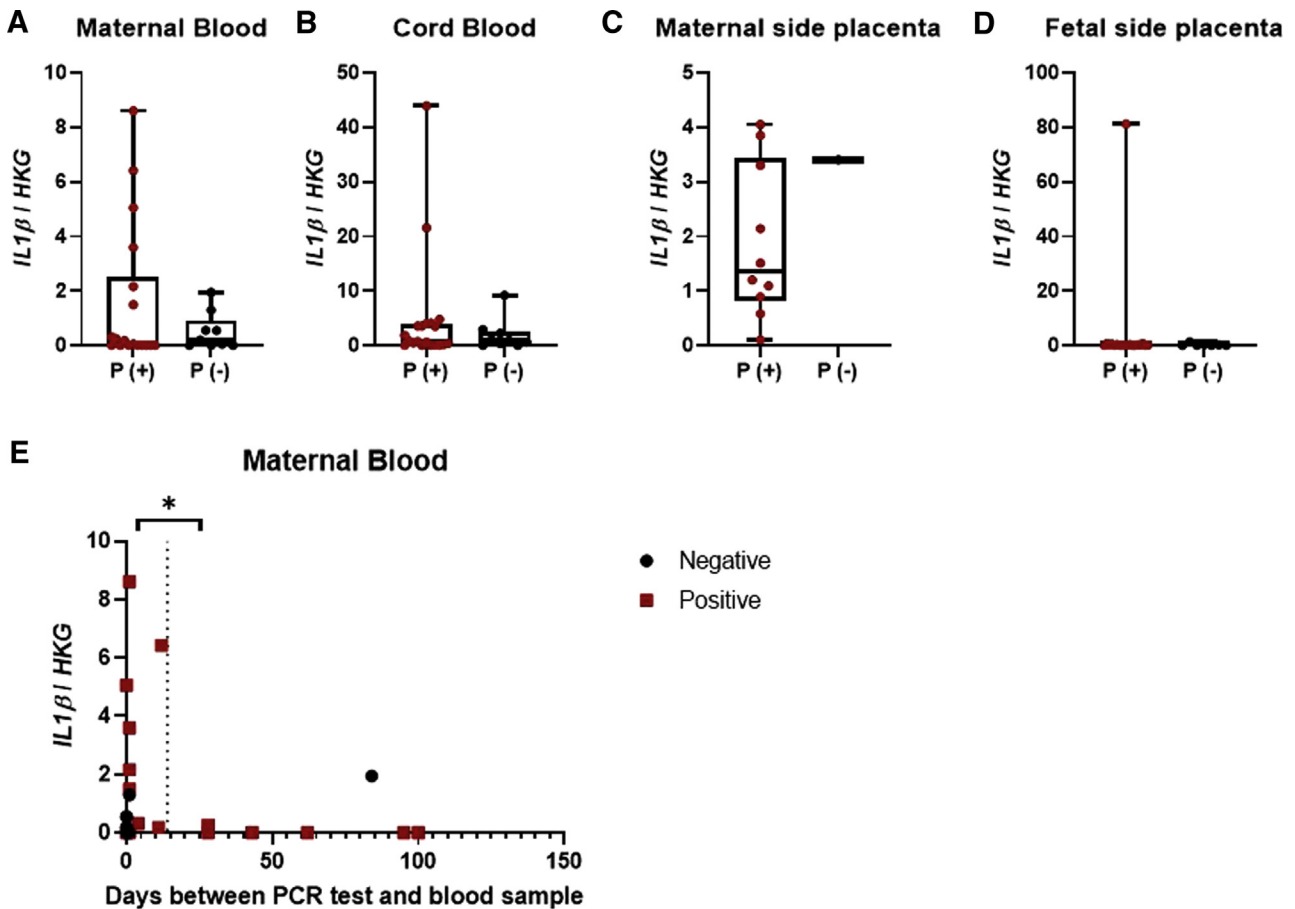 A Maternal Blood
IL1β / HKG
10
8
6
4
2
0
P (+) P (-)
B Cord Blood
IL1β / HKG
50
40
30
20
10
0
P (+) P (-)
C Maternal side placenta
IL1β / HKG
5
4
3
2
1
0
P (+) P (-)
D Fetal side placenta
IL1β / HKG
100
80
60
40
20
0
P (+) P (-)
E Maternal Blood
*
IL1β / HKG
10
8
6
4
2
0
0 50 100 150
Days between PCR test and blood sample
Negative
Positive